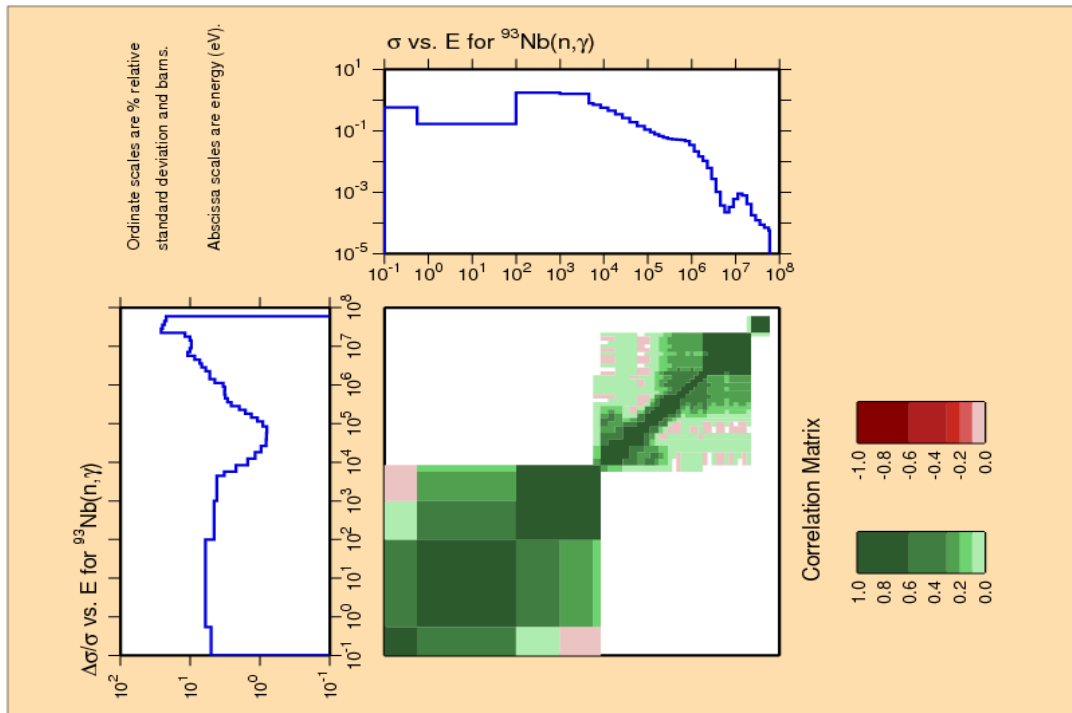 Ordinate scales are % relative
standard deviation and barns.
Abscissa scales are energy (eV).
σ vs. E for ⁹³Nb(n,γ)
10¹
10⁻¹
10⁻³
10⁻⁵
10⁻¹ 10⁰ 10¹ 10² 10³ 10⁴ 10⁵ 10⁶ 10⁷ 10⁸
Δσ/σ vs. E for ⁹³Nb(n,γ)
10² 10¹ 10⁰ 10⁻¹
10⁻¹ 10⁰ 10¹ 10² 10³ 10⁴ 10⁵ 10⁶ 10⁷ 10⁸
Correlation Matrix
-1.0 -0.8 -0.6 -0.4 -0.2 0.0
1.0 0.8 0.6 0.4 0.2 0.0